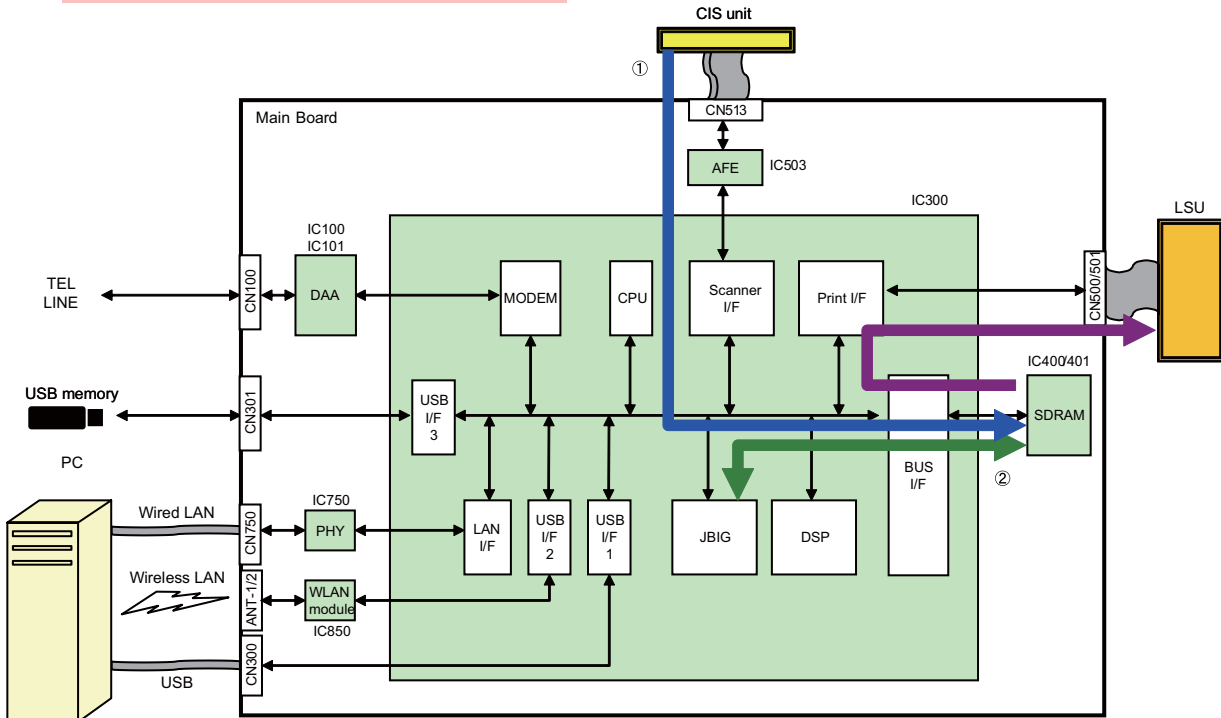 CIS unit
①
CN513
Main Board
AFE
IC503
IC300
LSU
IC100
IC101
TEL
LINE
CN100
DAA
MODEM
CPU
Scanner
I/F
Print I/F
CN500/501
IC400/401
SDRAM
USB memory
CN301
USB
I/F
3
PC
BUS
I/F
②
Wired LAN
CN750
IC750
PHY
LAN
I/F
USB
I/F
2
USB
I/F
1
JBIG
DSP
Wireless LAN
ANT-1/2
WLAN
module
IC850
CN300
USB